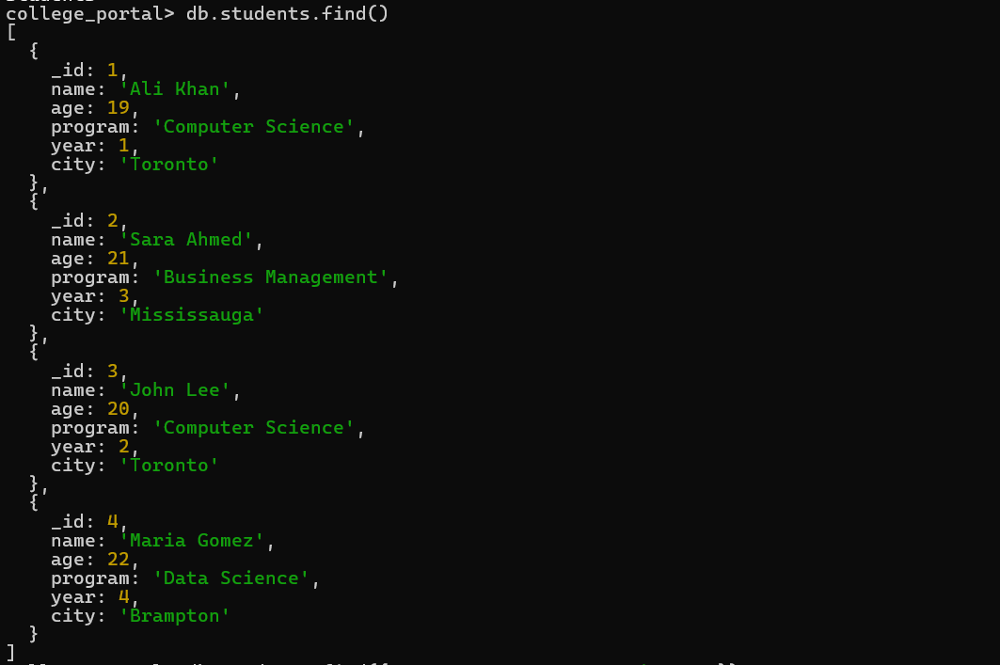 college_portal> db.students.find()
[
  {
    _id: 1,
    name: 'Ali Khan',
    age: 19,
    program: 'Computer Science',
    year: 1,
    city: 'Toronto'
  },
  {
    _id: 2,
    name: 'Sara Ahmed',
    age: 21,
    program: 'Business Management',
    year: 3,
    city: 'Mississauga'
  },
  {
    _id: 3,
    name: 'John Lee',
    age: 20,
    program: 'Computer Science',
    year: 2,
    city: 'Toronto'
  },
  {
    _id: 4,
    name: 'Maria Gomez',
    age: 22,
    program: 'Data Science',
    year: 4,
    city: 'Brampton'
  }
]